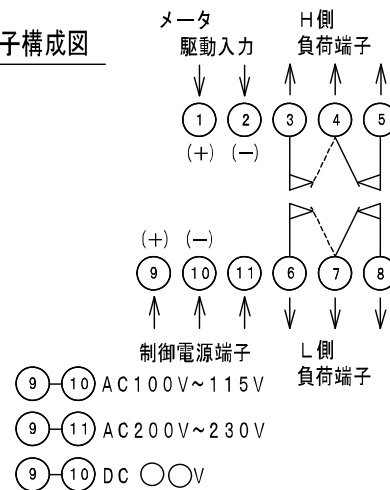 子構成図
メータ
駆動入力
H側
負荷端子
1 2 3 4 5
(+) (−)
(+) (−)
9 10 11 6 7 8
制御電源端子
L側
負荷端子
9-10 AC100V~115V
9-11 AC200V~230V
9-10 DC ○○V